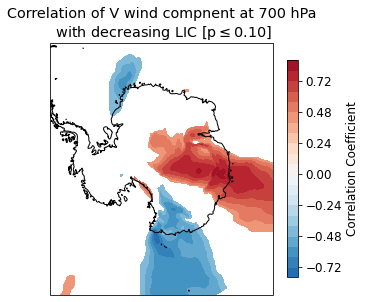 Correlation of V wind compnent at 700 hPa
with decreasing LIC [p ≤ 0.10]
0.72
0.48
0.24
0.00
−0.24
−0.48
−0.72
Correlation Coefficient